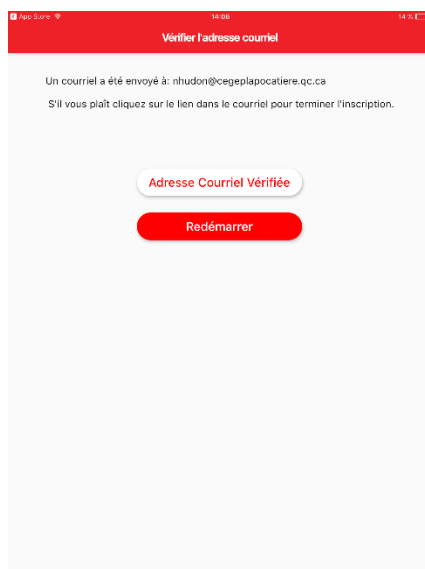 App Store 14:06 14 %
Vérifier l'adresse courriel
Un courriel a été envoyé à: nhudon@cegeplapocatiere.qc.ca
S'il vous plaît cliquez sur le lien dans le courriel pour terminer l'inscription.
Adresse Courriel Vérifiée
Redémarrer